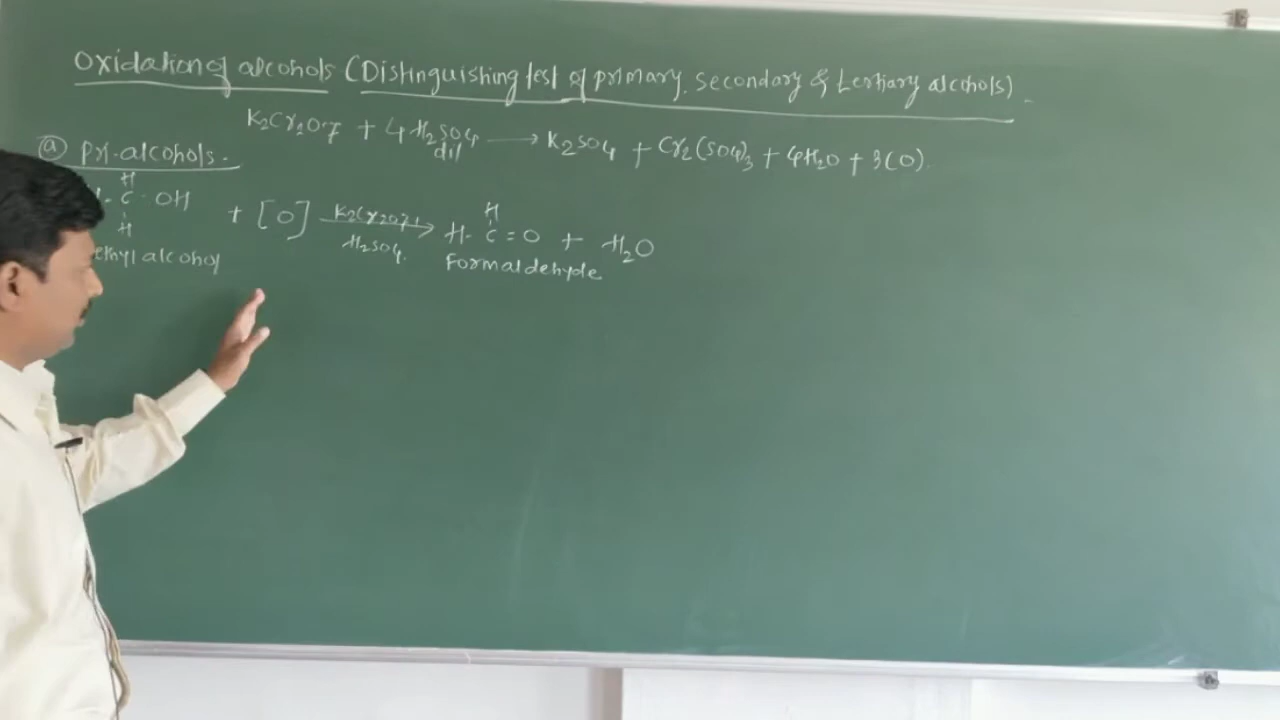 Oxidation of alcohols (Distinguishing test of primary, secondary & tertiary alcohols).
K2Cr2O7 + 4H2SO4 → K2SO4 + Cr2(SO4)3 + 4H2O + 3(O).
dil
(a) Pri-alcohols.
H
C - OH + [O] K2Cr2O7+ → H - C = O + H2O
H
H2SO4.
H
ethyl alcohol
Formaldehyde